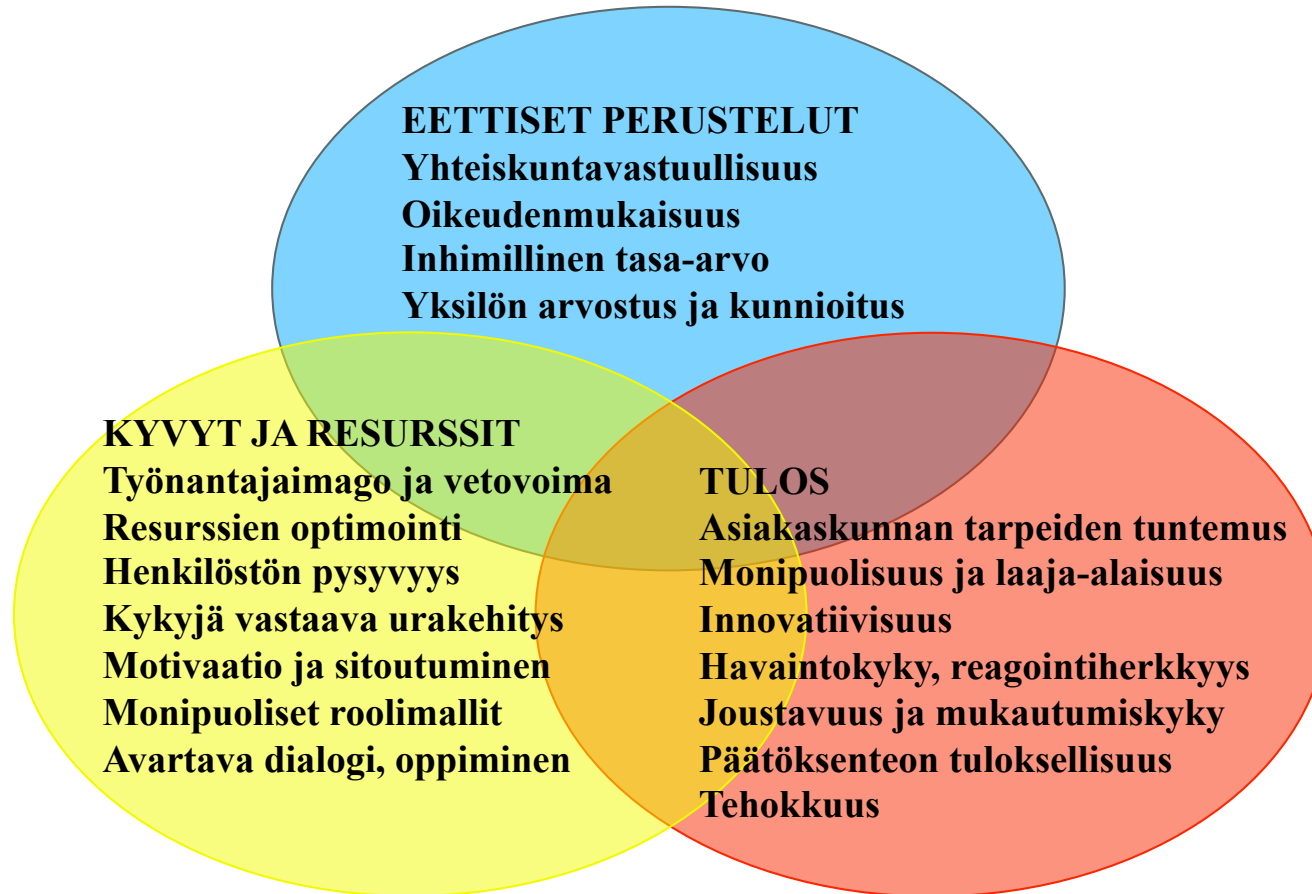 EETTISET PERUSTELUT
Yhteiskuntavastuullisuus
Oikeudenmukaisuus
Inhimillinen tasa-arvo
Yksilön arvostus ja kunnioitus
KYVYT JA RESURSSIT
Työnantajaimago ja vetovoima
Resurssien optimointi
Henkilöstön pysyvyys
Kykyjä vastaava urakehitys
Motivaatio ja sitoutuminen
Monipuoliset roolimallit
Avartava dialogi, oppiminen
TULOS
Asiakaskunnan tarpeiden tuntemus
Monipuolisuus ja laaja-alaisuus
Innovatiivisuus
Havaintokyky, reagointiherkkyys
Joustavuus ja mukautumiskyky
Päätöksenteon tuloksellisuus
Tehokkuus